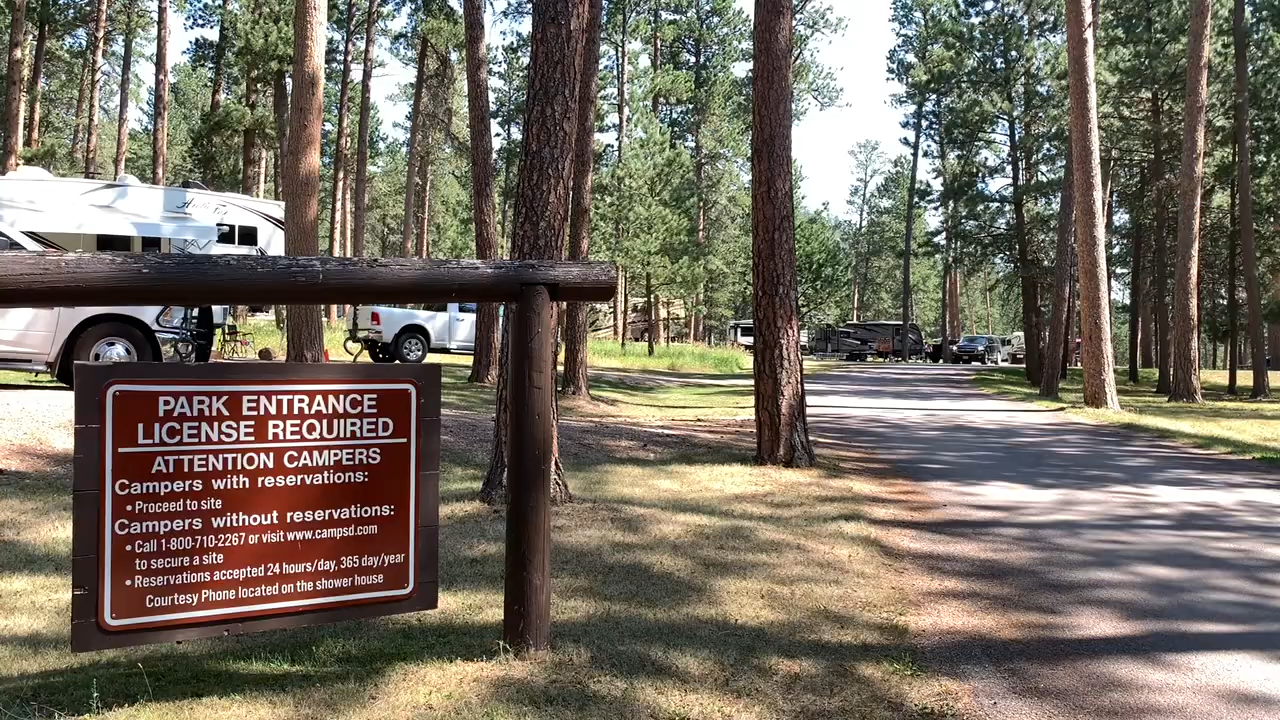 PARK ENTRANCE
LICENSE REQUIRED
ATTENTION CAMPERS
Campers with reservations:
• Proceed to site
Campers without reservations:
• Call 1-800-710-2267 or visit www.campsd.com
to secure a site
• Reservations accepted 24 hours/day, 365 day/year
Courtesy Phone located on the shower house